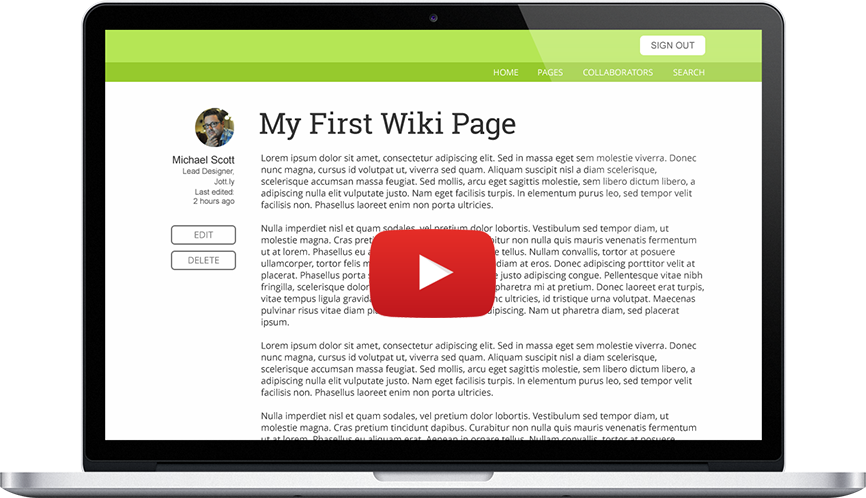 SIGN OUT
HOME PAGES COLLABORATORS SEARCH
My First Wiki Page
Michael Scott
Lead Designer,
Jott.ly
Last edited:
2 hours ago
EDIT
DELETE
Lorem ipsum dolor sit amet, consectetur adipiscing elit. Sed in massa eget sem molestie viverra. Donec
nunc magna, cursus id volutpat ut, viverra sed quam. Aliquam suscipit nisl a diam scelerisque,
scelerisque accumsan massa feugiat. Sed mollis, arcu eget sagittis molestie, sem libero dictum libero, a
adipiscing nulla elit vulputate justo. Nam eget facilisis turpis. In elementum purus leo, sed tempor velit
facilisis non. Phasellus laoreet enim non porta ultricies.
Nulla imperdiet nisl et quam sodales, vel pretium dolor lobortis. Vestibulum sed tempor diam, ut
molestie magna. Cras non nulla quis mauris venenatis fermentum
ut at lorem. Phasellus eu tellus. Nullam convallis, tortor at posuere
ullamcorper, tortor felis diam at eros. Donec adipiscing porttitor velit at
placerat. Phasellus porta justo adipiscing congue. Pellentesque vitae nibh
fringilla, scelerisque pharetra mi at pretium. Donec laoreet erat turpis,
vitae tempus ligula ultricies, id tristique urna volutpat. Maecenas
pulvinar risus vitae diam adipiscing. Nam ut pharetra diam, sed placerat
ipsum.
Lorem ipsum dolor sit amet, consectetur adipiscing elit. Sed in massa eget sem molestie viverra. Donec
nunc magna, cursus id volutpat ut, viverra sed quam. Aliquam suscipit nisl a diam scelerisque,
scelerisque accumsan massa feugiat. Sed mollis, arcu eget sagittis molestie, sem libero dictum libero, a
adipiscing nulla elit vulputate justo. Nam eget facilisis turpis. In elementum purus leo, sed tempor velit
facilisis non. Phasellus laoreet enim non porta ultricies.
Nulla imperdiet nisl et quam sodales, vel pretium dolor lobortis. Vestibulum sed tempor diam, ut
molestie magna. Cras pretium tincidunt dapibus. Curabitur non nulla quis mauris venenatis fermentum
ut at lorem. Phasellus eu aliquam erat. Aenean in ornare tellus. Nullam convallis, tortor at posuere